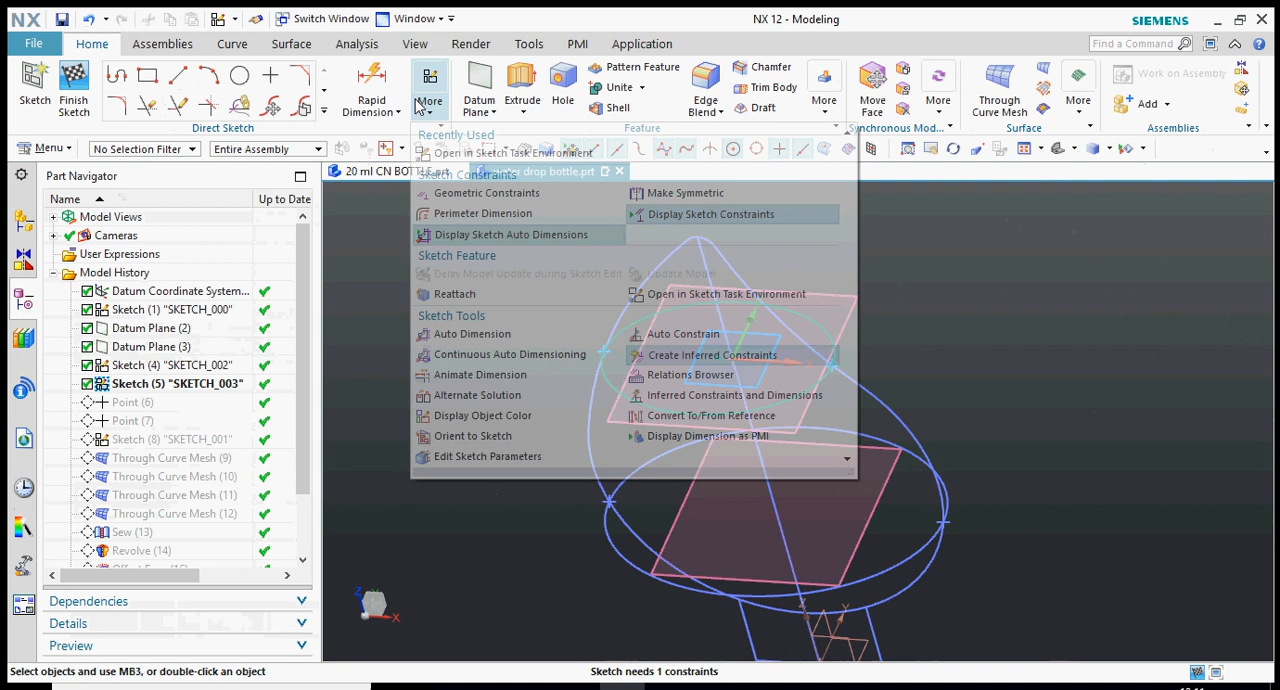 NX
Switch Window
Window
NX 12 - Modeling
SIEMENS
File
Home
Assemblies
Curve
Surface
Analysis
View
Render
Tools
PMI
Application
Find a Command
Sketch
Finish Sketch
Rapid Dimension
More
Datum Plane
Extrude
Hole
Pattern Feature
Unite
Shell
Edge Blend
Chamfer
Trim Body
Draft
More
Move Face
More
Through Curve Mesh
More
Work on Assembly
Add
Direct Sketch
Feature
Synchronous Mod...
Surface
Assemblies
Menu
No Selection Filter
Entire Assembly
20 ml CN BOTTLE.prt
drop bottle.prt
Recently Used
Open in Sketch Task Environment
Sketch Constraints
Geometric Constraints
Make Symmetric
Perimeter Dimension
Display Sketch Constraints
Display Sketch Auto Dimensions
Sketch Feature
Delay Model Update during Sketch Edit
Update Model
Reattach
Open in Sketch Task Environment
Sketch Tools
Auto Dimension
Auto Constrain
Continuous Auto Dimensioning
Create Inferred Constraints
Animate Dimension
Relations Browser
Alternate Solution
Inferred Constraints and Dimensions
Display Object Color
Convert To/From Reference
Orient to Sketch
Display Dimension as PMI
Edit Sketch Parameters
Part Navigator
Name
Up to Date
Model Views
Cameras
User Expressions
Model History
Datum Coordinate System...
Sketch (1) "SKETCH_000"
Datum Plane (2)
Datum Plane (3)
Sketch (4) "SKETCH_002"
Sketch (5) "SKETCH_003"
Point (6)
Point (7)
Sketch (8) "SKETCH_001"
Through Curve Mesh (9)
Through Curve Mesh (10)
Through Curve Mesh (11)
Through Curve Mesh (12)
Sew (13)
Revolve (14)
Dependencies
Details
Preview
Z
X
Z
Y
Select objects and use MB3, or double-click an object
Sketch needs 1 constraints